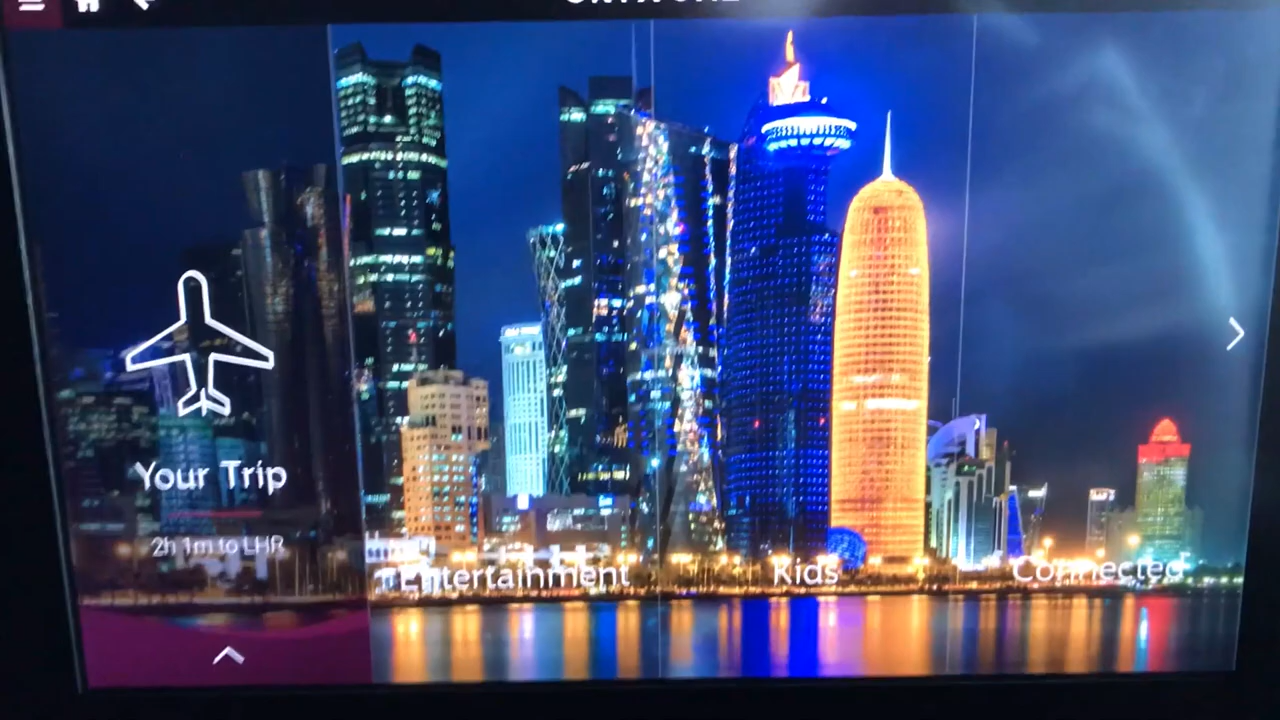 Your Trip
2h 1m to LHR
Entertainment
Kids
Connected